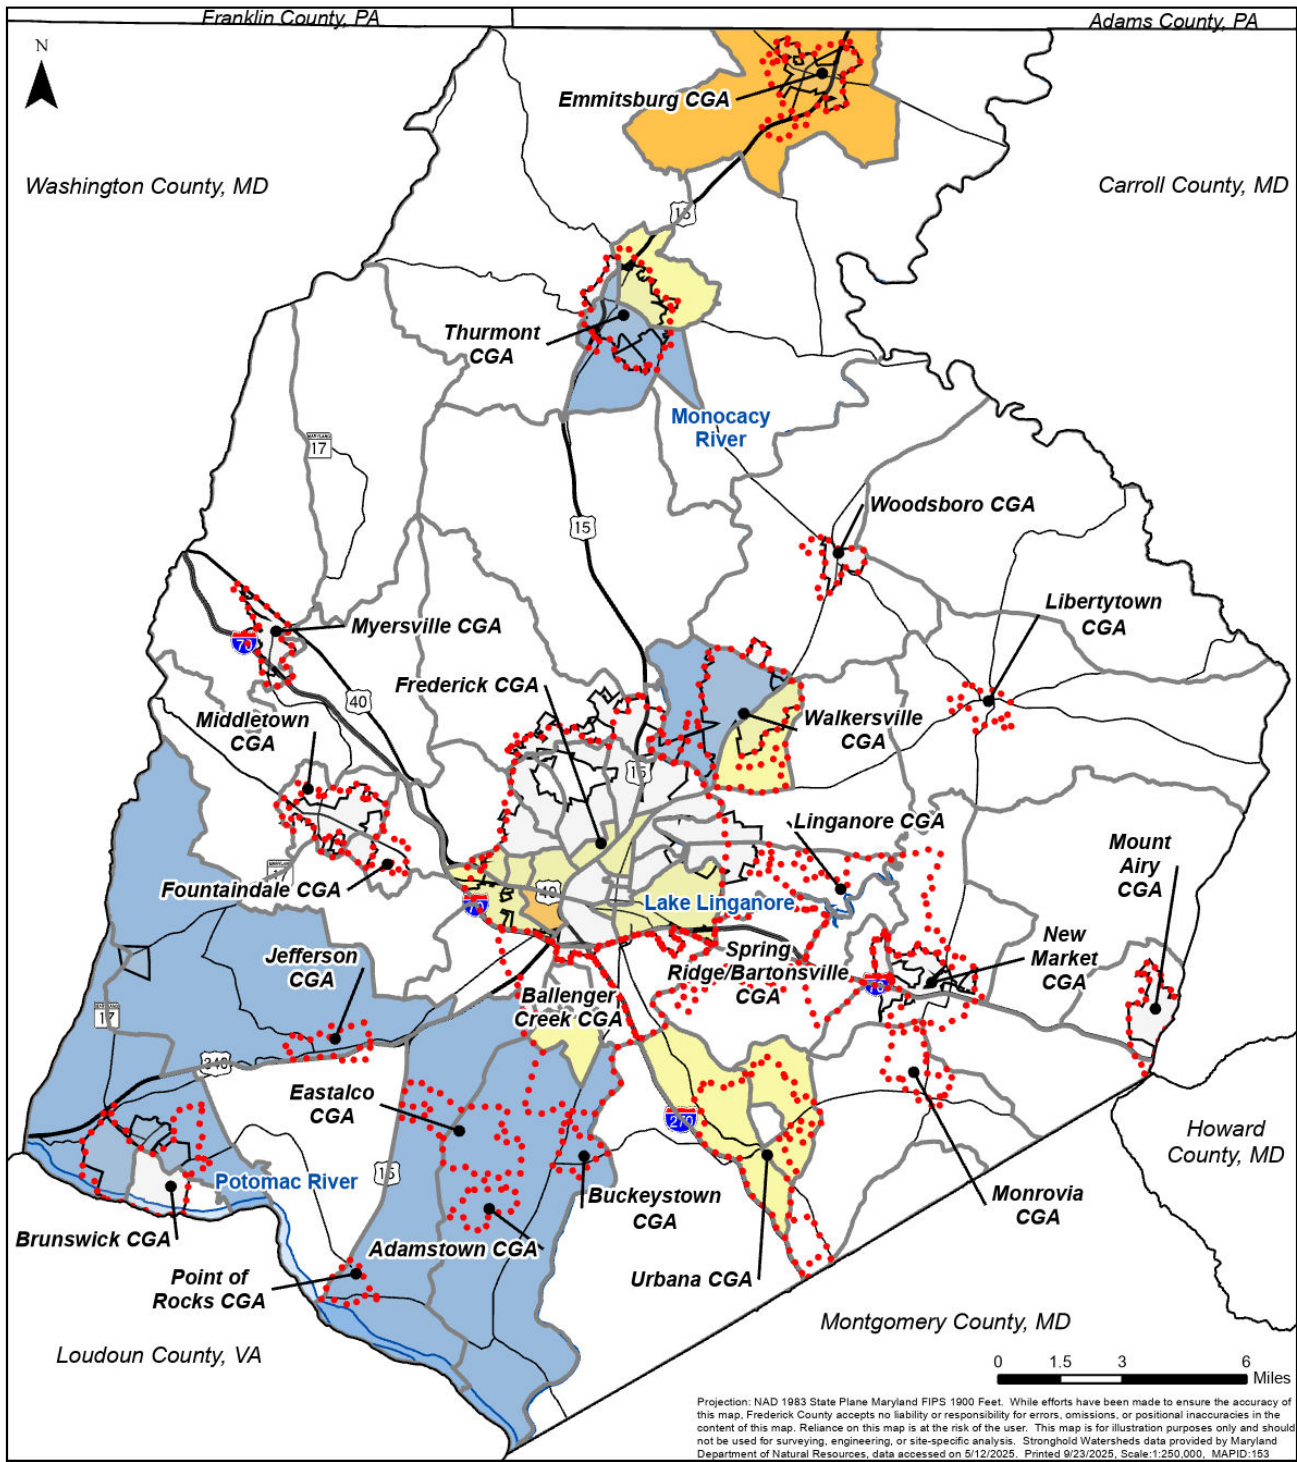 Franklin County, PA
Adams County, PA
N
Emmitsburg CGA
Washington County, MD
Carroll County, MD
15
Thurmont
CGA
Monocacy
River
MARYLAND
17
Woodsboro CGA
15
Libertytown
CGA
Myersville CGA
70
Frederick CGA
40
Middletown
CGA
Walkersville
CGA
15
Linganore CGA
Mount
Airy
CGA
17
Fountaindale CGA
40
70
Lake Linganore
New
Market
CGA
Spring
Ridge/Bartonsville
CGA
Jefferson
CGA
70
Ballenger
Creek CGA
17
340
Eastalco
CGA
270
Howard
County, MD
15
Potomac River
Buckeystown
CGA
Monrovia
CGA
Brunswick CGA
Adamstown CGA
Point of
Rocks CGA
Urbana CGA
Montgomery County, MD
Loudoun County, VA
0 1.5 3 6
Miles
Projection: NAD 1983 State Plane Maryland FIPS 1900 Feet. While efforts have been made to ensure the accuracy of
this map, Frederick County accepts no liability or responsibility for errors, omissions, or positional inaccuracies in the
content of this map. Reliance on this map is at the risk of the user. This map is for illustration purposes only and should
not be used for surveying, engineering, or site-specific analysis. Stronghold Watersheds data provided by Maryland
Department of Natural Resources, data accessed on 5/12/2025. Printed 9/23/2025, Scale:1:250,000, MAPID:153